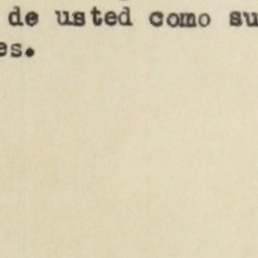 de usted como su
es.